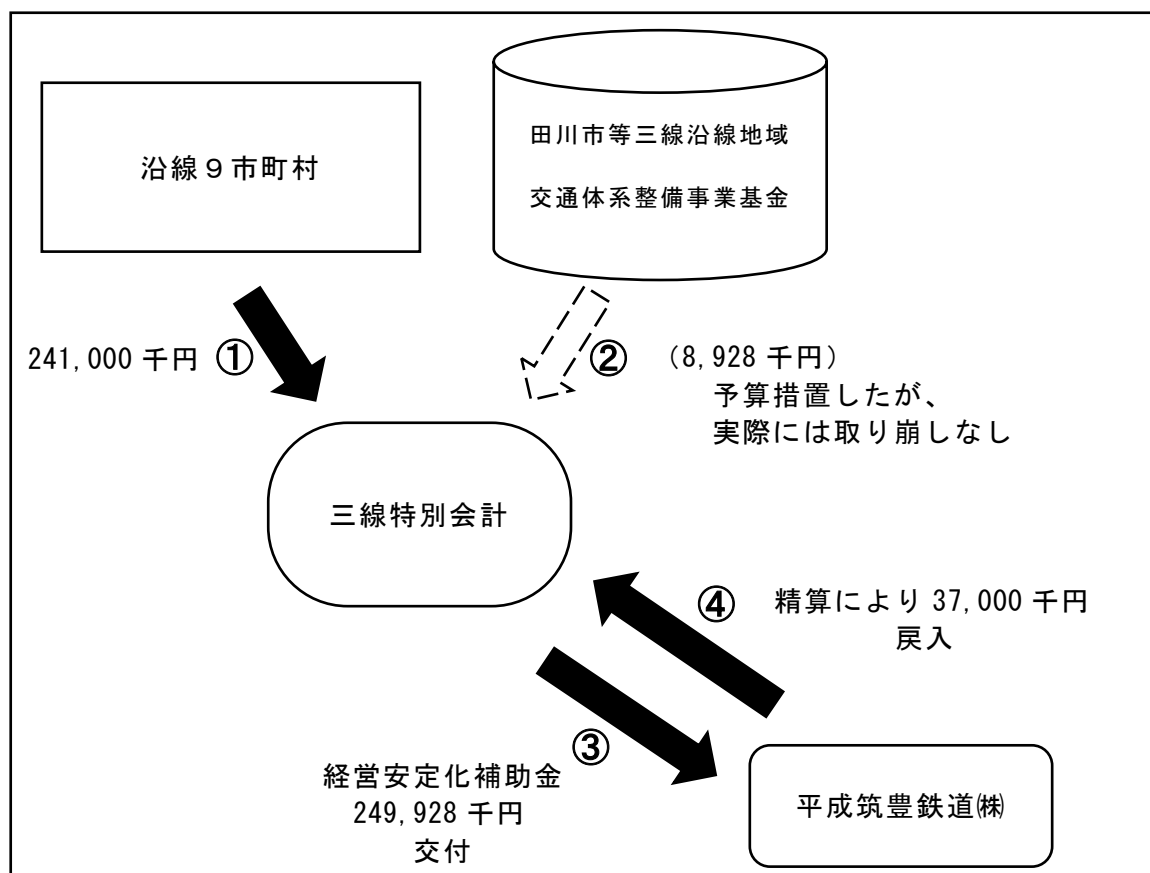 沿線９市町村
田川市等三線沿線地域
交通体系整備事業基金
241,000 千円 ①
② （8,928 千円）
予算措置したが、
実際には取り崩しなし
三線特別会計
④ 精算により 37,000 千円
戻入
③
経営安定化補助金
249,928 千円
交付
平成筑豊鉄道㈱